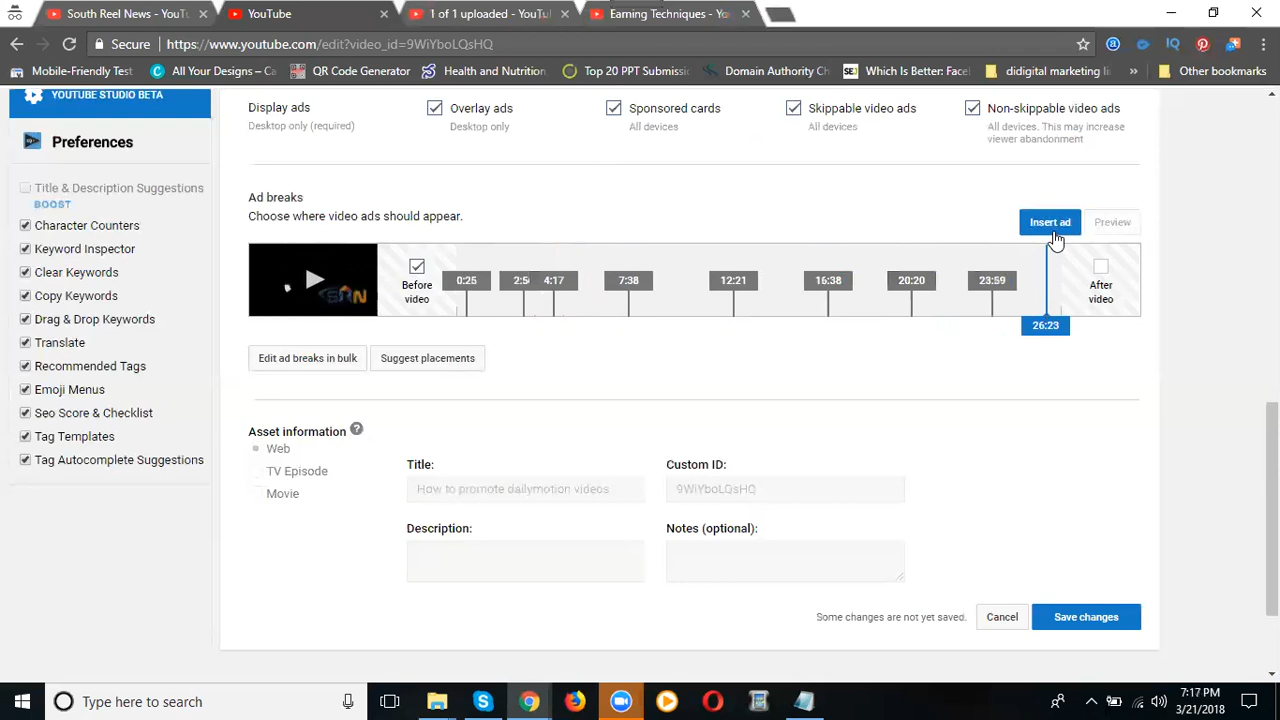 South Reel News - YouTu
YouTube
1 of 1 uploaded - YouTu
Earning Techniques - Yo
Secure
https://www.youtube.com/edit?video_id=9WiYboLQsHQ
Mobile-Friendly Test
All Your Designs – Ca
QR Code Generator
Health and Nutrition
Top 20 PPT Submissi
Domain Authority Ch
Which Is Better: Facel
didigital marketing li
»
Other bookmarks
YOUTUBE STUDIO BETA
Preferences
Title & Description Suggestions
BOOST
Character Counters
Keyword Inspector
Clear Keywords
Copy Keywords
Drag & Drop Keywords
Translate
Recommended Tags
Emoji Menus
Seo Score & Checklist
Tag Templates
Tag Autocomplete Suggestions
Display ads
Desktop only (required)
Overlay ads
Desktop only
Sponsored cards
All devices
Skippable video ads
All devices
Non-skippable video ads
All devices. This may increase
viewer abandonment
Ad breaks
Choose where video ads should appear.
Insert ad
Preview
SRN
Before
video
0:25
2:5
4:17
7:38
12:21
16:38
20:20
23:59
26:23
After
video
Edit ad breaks in bulk
Suggest placements
Asset information
Web
TV Episode
Movie
Title:
How to promote dailymotion videos
Custom ID:
9WiYboLQsHQ
Description:
Notes (optional):
Some changes are not yet saved.
Cancel
Save changes
Type here to search
7:17 PM
3/21/2018